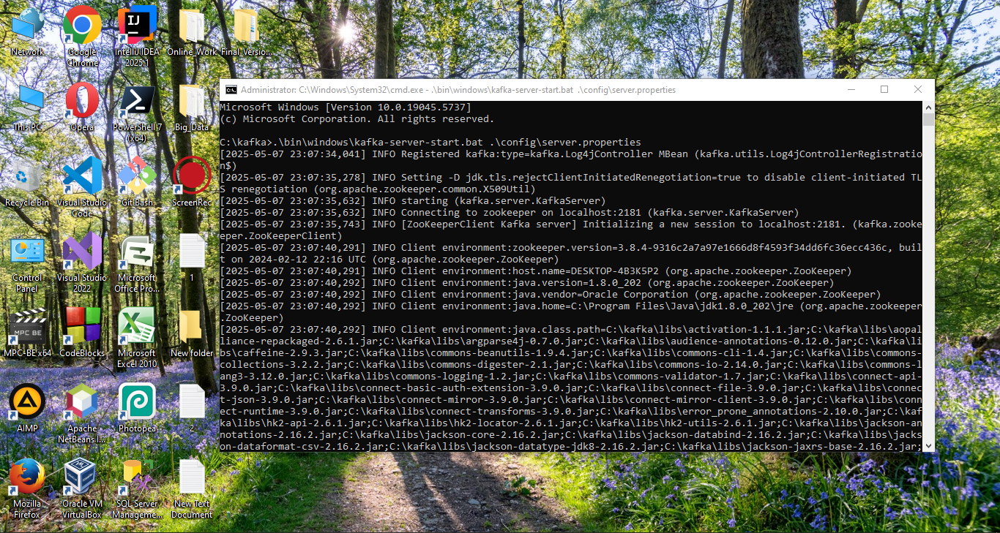 Network
Google
Chrome
IntelliJ IDEA
2025.1
Online_Work
Final_Versio...
This PC
Opera
PowerShell 7
(x64)
Big_Data
Recycle Bin
Visual Studio
Code
Git Bash
ScreenRec
Control
Panel
Visual Studio
2022
Microsoft
Office Pro...
1
MPC BE
MPC-BE x64
CodeBlocks
Microsoft
Excel 2010
New folder
AIMP
Apache
NetBeans I...
Photopea
2
Mozilla
Firefox
Oracle VM
VirtualBox
SQL Server
Manageme...
New Text
Document
Administrator: C:\Windows\System32\cmd.exe - .\bin\windows\kafka-server-start.bat .\config\server.properties
Microsoft Windows [Version 10.0.19045.5737]
(c) Microsoft Corporation. All rights reserved.
C:\kafka>.\bin\windows\kafka-server-start.bat .\config\server.properties
[2025-05-07 23:07:34,041] INFO Registered kafka:type=kafka.Log4jController MBean (kafka.utils.Log4jControllerRegistratio
n$)
[2025-05-07 23:07:35,278] INFO Setting -D jdk.tls.rejectClientInitiatedRenegotiation=true to disable client-initiated TL
S renegotiation (org.apache.zookeeper.common.X509Util)
[2025-05-07 23:07:35,632] INFO starting (kafka.server.KafkaServer)
[2025-05-07 23:07:35,632] INFO Connecting to zookeeper on localhost:2181 (kafka.server.KafkaServer)
[2025-05-07 23:07:35,743] INFO [ZooKeeperClient Kafka server] Initializing a new session to localhost:2181. (kafka.zooke
eper.ZooKeeperClient)
[2025-05-07 23:07:40,291] INFO Client environment:zookeeper.version=3.8.4-9316c2a7a97e1666d8f4593f34dd6fc36ecc436c, buil
t on 2024-02-12 22:16 UTC (org.apache.zookeeper.ZooKeeper)
[2025-05-07 23:07:40,291] INFO Client environment:host.name=DESKTOP-4B3K5P2 (org.apache.zookeeper.ZooKeeper)
[2025-05-07 23:07:40,292] INFO Client environment:java.version=1.8.0_202 (org.apache.zookeeper.ZooKeeper)
[2025-05-07 23:07:40,292] INFO Client environment:java.vendor=Oracle Corporation (org.apache.zookeeper.ZooKeeper)
[2025-05-07 23:07:40,292] INFO Client environment:java.home=C:\Program Files\Java\jdk1.8.0_202\jre (org.apache.zookeeper
.ZooKeeper)
[2025-05-07 23:07:40,292] INFO Client environment:java.class.path=C:\kafka\libs\activation-1.1.1.jar;C:\kafka\libs\aopal
liance-repackaged-2.6.1.jar;C:\kafka\libs\argparse4j-0.7.0.jar;C:\kafka\libs\audience-annotations-0.12.0.jar;C:\kafka\li
bs\caffeine-2.9.3.jar;C:\kafka\libs\commons-beanutils-1.9.4.jar;C:\kafka\libs\commons-cli-1.4.jar;C:\kafka\libs\commons-
collections-3.2.2.jar;C:\kafka\libs\commons-digester-2.1.jar;C:\kafka\libs\commons-io-2.14.0.jar;C:\kafka\libs\commons-l
ang3-3.12.0.jar;C:\kafka\libs\commons-logging-1.2.jar;C:\kafka\libs\commons-validator-1.7.jar;C:\kafka\libs\connect-api-
3.9.0.jar;C:\kafka\libs\connect-basic-auth-extension-3.9.0.jar;C:\kafka\libs\connect-file-3.9.0.jar;C:\kafka\libs\connec
t-json-3.9.0.jar;C:\kafka\libs\connect-mirror-3.9.0.jar;C:\kafka\libs\connect-mirror-client-3.9.0.jar;C:\kafka\libs\conn
ect-runtime-3.9.0.jar;C:\kafka\libs\connect-transforms-3.9.0.jar;C:\kafka\libs\error_prone_annotations-2.10.0.jar;C:\kaf
ka\libs\hk2-api-2.6.1.jar;C:\kafka\libs\hk2-locator-2.6.1.jar;C:\kafka\libs\hk2-utils-2.6.1.jar;C:\kafka\libs\jackson-an
notations-2.16.2.jar;C:\kafka\libs\jackson-core-2.16.2.jar;C:\kafka\libs\jackson-databind-2.16.2.jar;C:\kafka\libs\jacks
on-dataformat-csv-2.16.2.jar;C:\kafka\libs\jackson-datatype-jdk8-2.16.2.jar;C:\kafka\libs\jackson-jaxrs-base-2.16.2.jar;